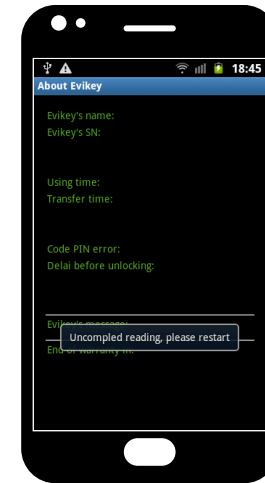 18:45
About Evikey
Evikey's name:
Evikey's SN:
Using time:
Transfer time:
Code PIN error:
Delai before unlocking:
Evikey's message:
Uncompled reading, please restart
End of warranty in: